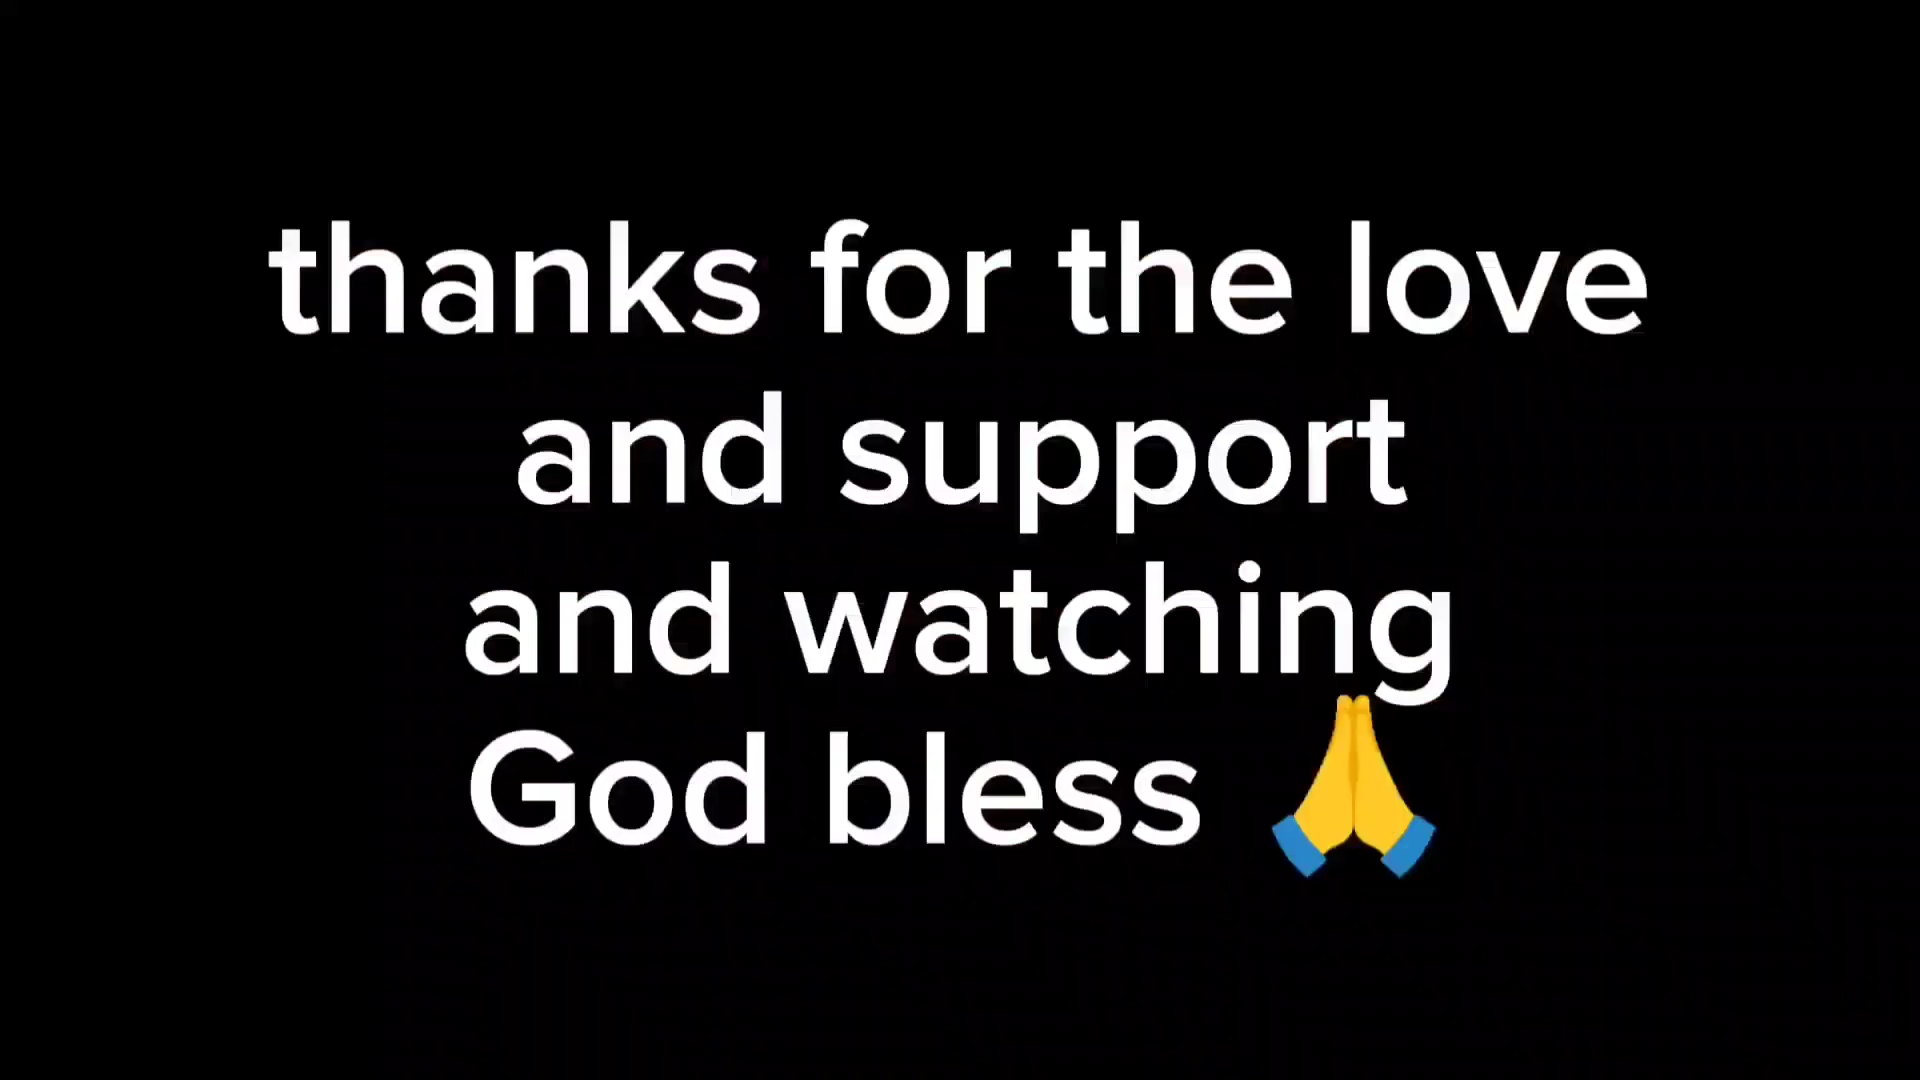 thanks for the love
and support
and watching
God bless 🙏